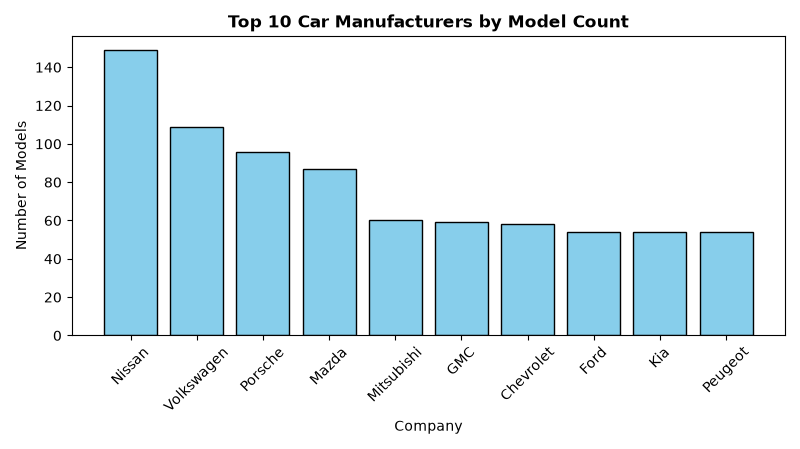 Top 10 Car Manufacturers by Model Count
Number of Models
140
120
100
80
60
40
20
0
Nissan
Volkswagen
Porsche
Mazda
Mitsubishi
GMC
Chevrolet
Ford
Kia
Peugeot
Company